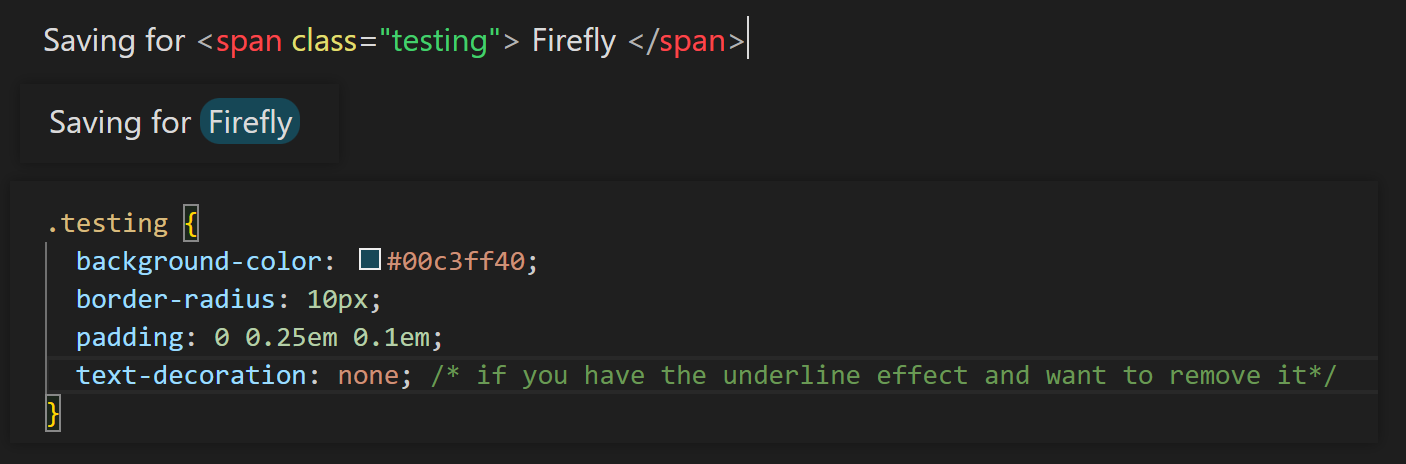 Saving for <span class="testing"> Firefly </span>
Saving for Firefly
.testing {
background-color: #00c3ff40;
border-radius: 10px;
padding: 0 0.25em 0.1em;
text-decoration: none; /* if you have the underline effect and want to remove it*/
}